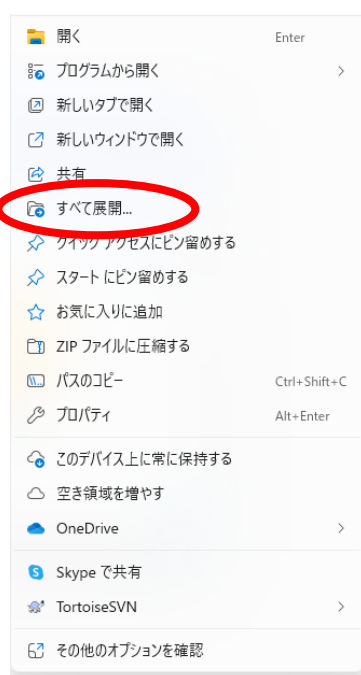 開く Enter
プログラムから開く
新しいタブで開く
新しいウィンドウで開く
共有
すべて展開...
クイック アクセスにピン留めする
スタート にピン留めする
お気に入りに追加
ZIP ファイルに圧縮する
パスのコピー Ctrl+Shift+C
プロパティ Alt+Enter
このデバイス上に常に保持する
空き領域を増やす
OneDrive
Skype で共有
TortoiseSVN
その他のオプションを確認